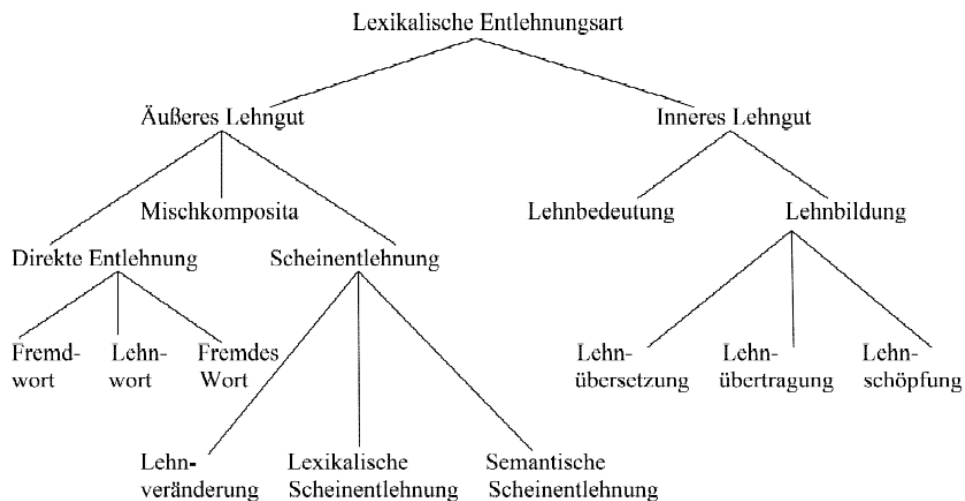 Lexikalische Entlehnungsart
Äußeres Lehngut
Inneres Lehngut
Mischkomposita
Lehnbedeutung
Lehnbildung
Direkte Entlehnung
Scheinentlehnung
Fremd-
wort
Lehn-
wort
Fremdes
Wort
Lehn-
übersetzung
Lehn-
übertragung
Lehn-
schöpfung
Lehn-
veränderung
Lexikalische
Scheinentlehnung
Semantische
Scheinentlehnung